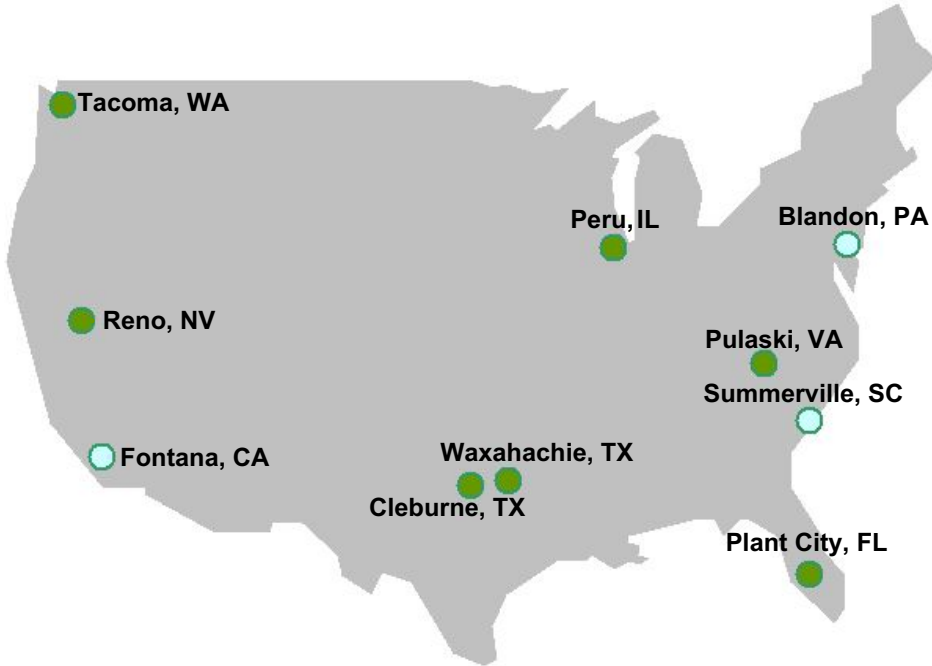 Tacoma, WA
Peru, IL
Blandon, PA
Reno, NV
Pulaski, VA
Summerville, SC
Waxahachie, TX
Fontana, CA
Cleburne, TX
Plant City, FL